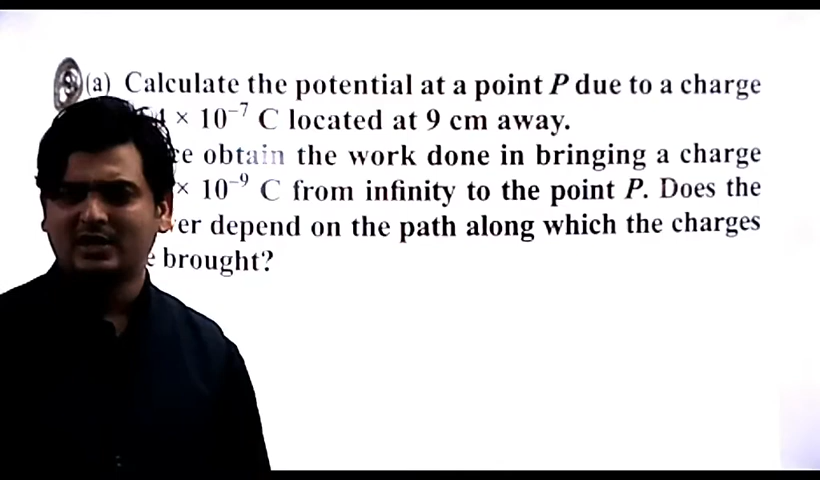 (a) Calculate the potential at a point P due to a charge
4 × 10⁻⁷ C located at 9 cm away.
obtain the work done in bringing a charge
× 10⁻⁹ C from infinity to the point P. Does the
depend on the path along which the charges
brought?